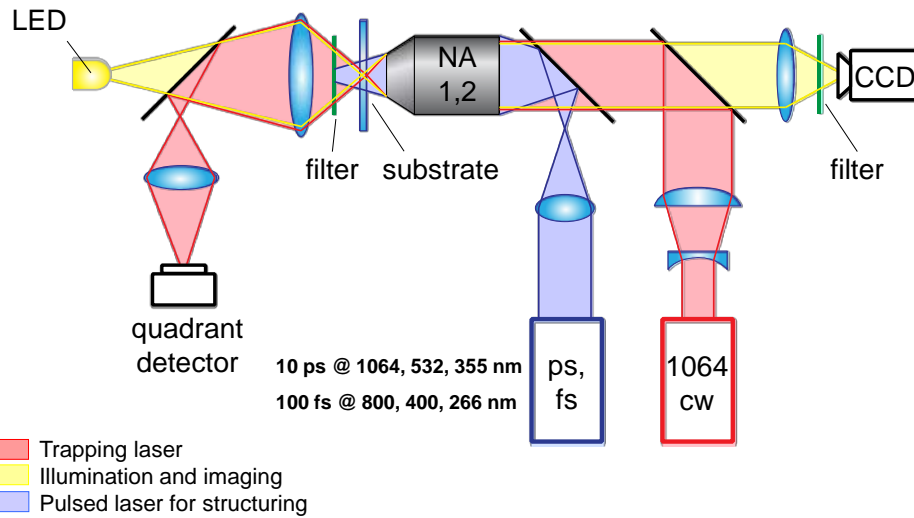 LED
NA
1,2
CCD
filter
substrate
filter
quadrant
detector
10 ps @ 1064, 532, 355 nm
100 fs @ 800, 400, 266 nm
ps,
fs
1064
cw
Trapping laser
Illumination and imaging
Pulsed laser for structuring